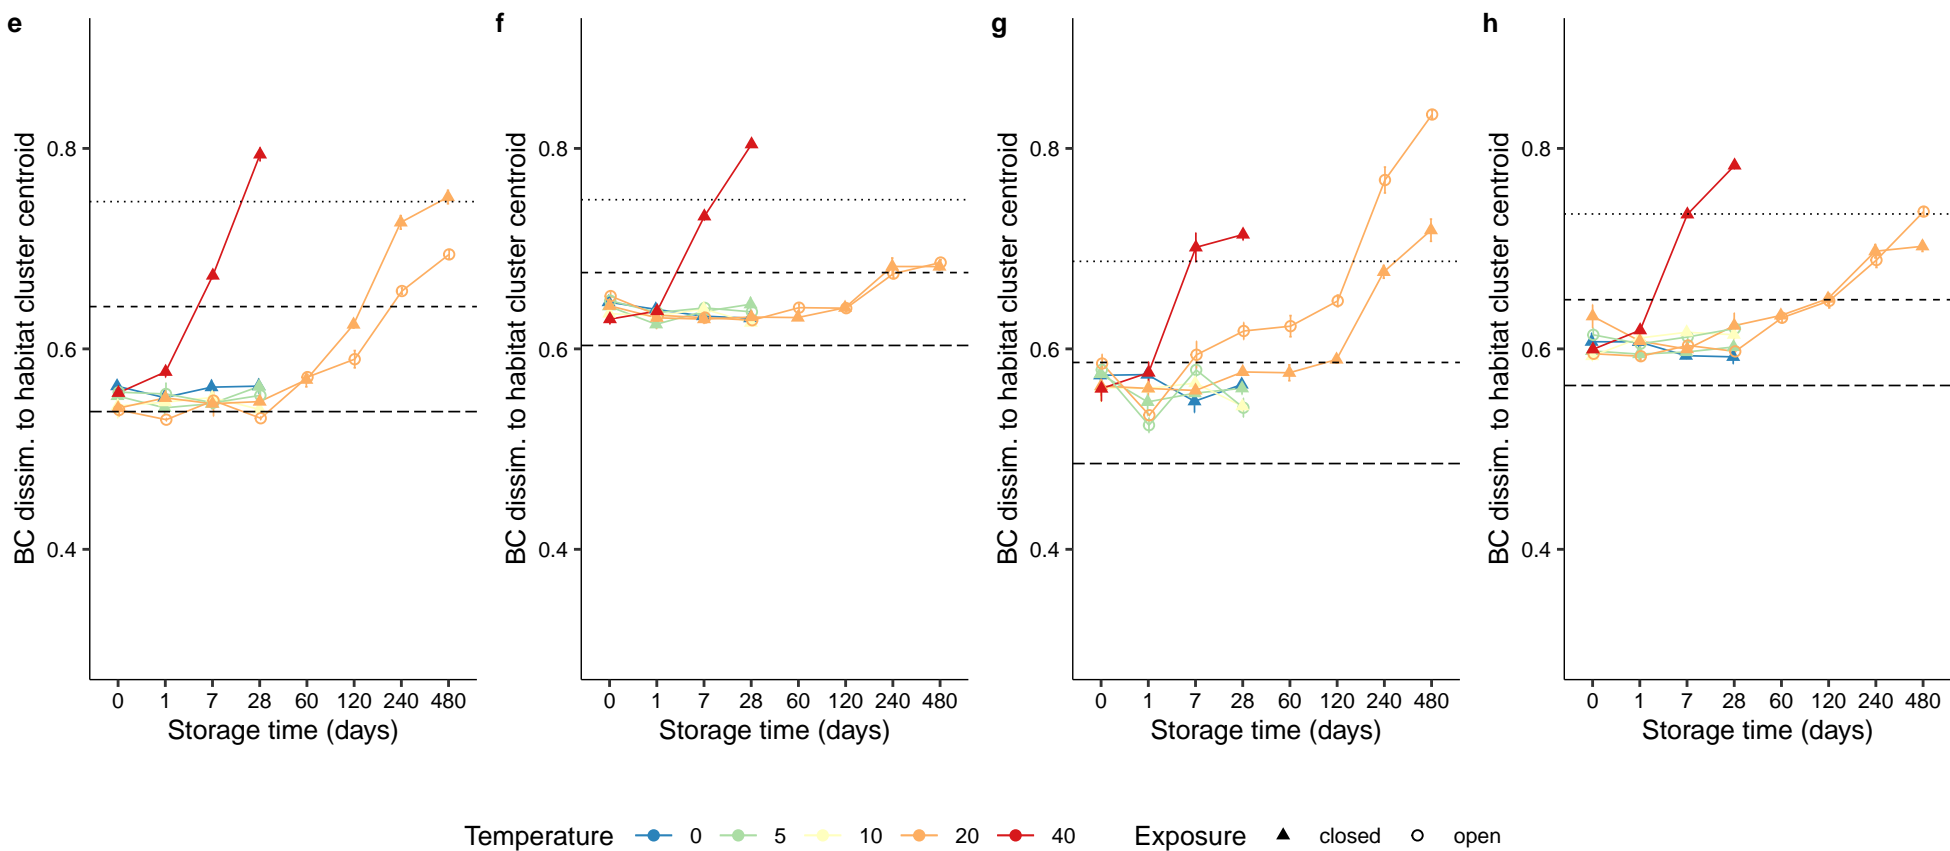 e
BC dissim. to habitat cluster centroid
0.8
0.6
0.4
0 1 7 28 60 120 240 480
Storage time (days)
f
BC dissim. to habitat cluster centroid
0.8
0.6
0.4
0 1 7 28 60 120 240 480
Storage time (days)
g
BC dissim. to habitat cluster centroid
0.8
0.6
0.4
0 1 7 28 60 120 240 480
Storage time (days)
h
BC dissim. to habitat cluster centroid
0.8
0.6
0.4
0 1 7 28 60 120 240 480
Storage time (days)
Temperature 0 5 10 20 40 Exposure closed open